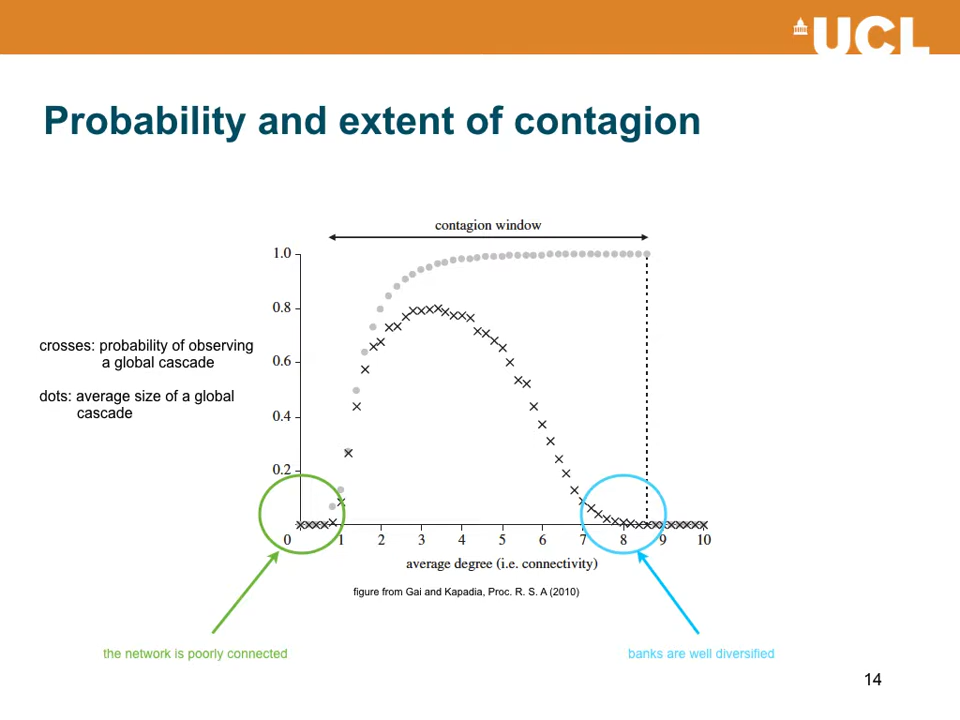 UCL
Probability and extent of contagion
contagion window
1.0
0.8
0.6
0.4
0.2
crosses: probability of observing
a global cascade
dots: average size of a global
cascade
0 1 2 3 4 5 6 7 8 9 10
average degree (i.e. connectivity)
figure from Gai and Kapadia, Proc. R. S. A (2010)
the network is poorly connected
banks are well diversified
14